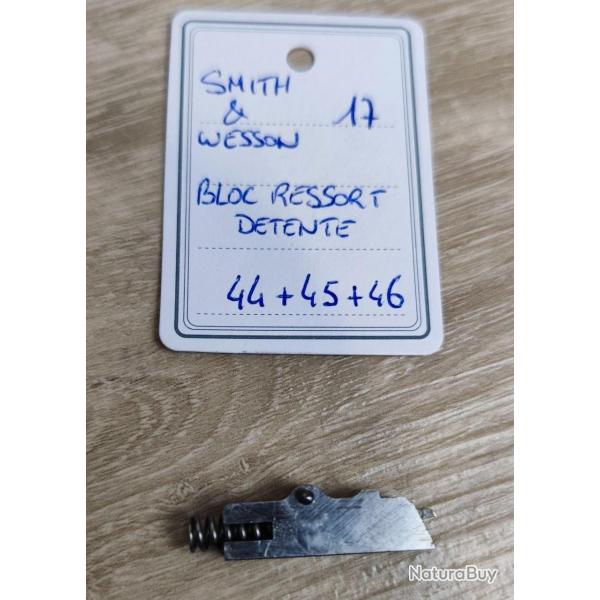 SMITH
& 17
WESSON
BLOC RESSORT
DETENTE
44+45+46
NaturaBuy